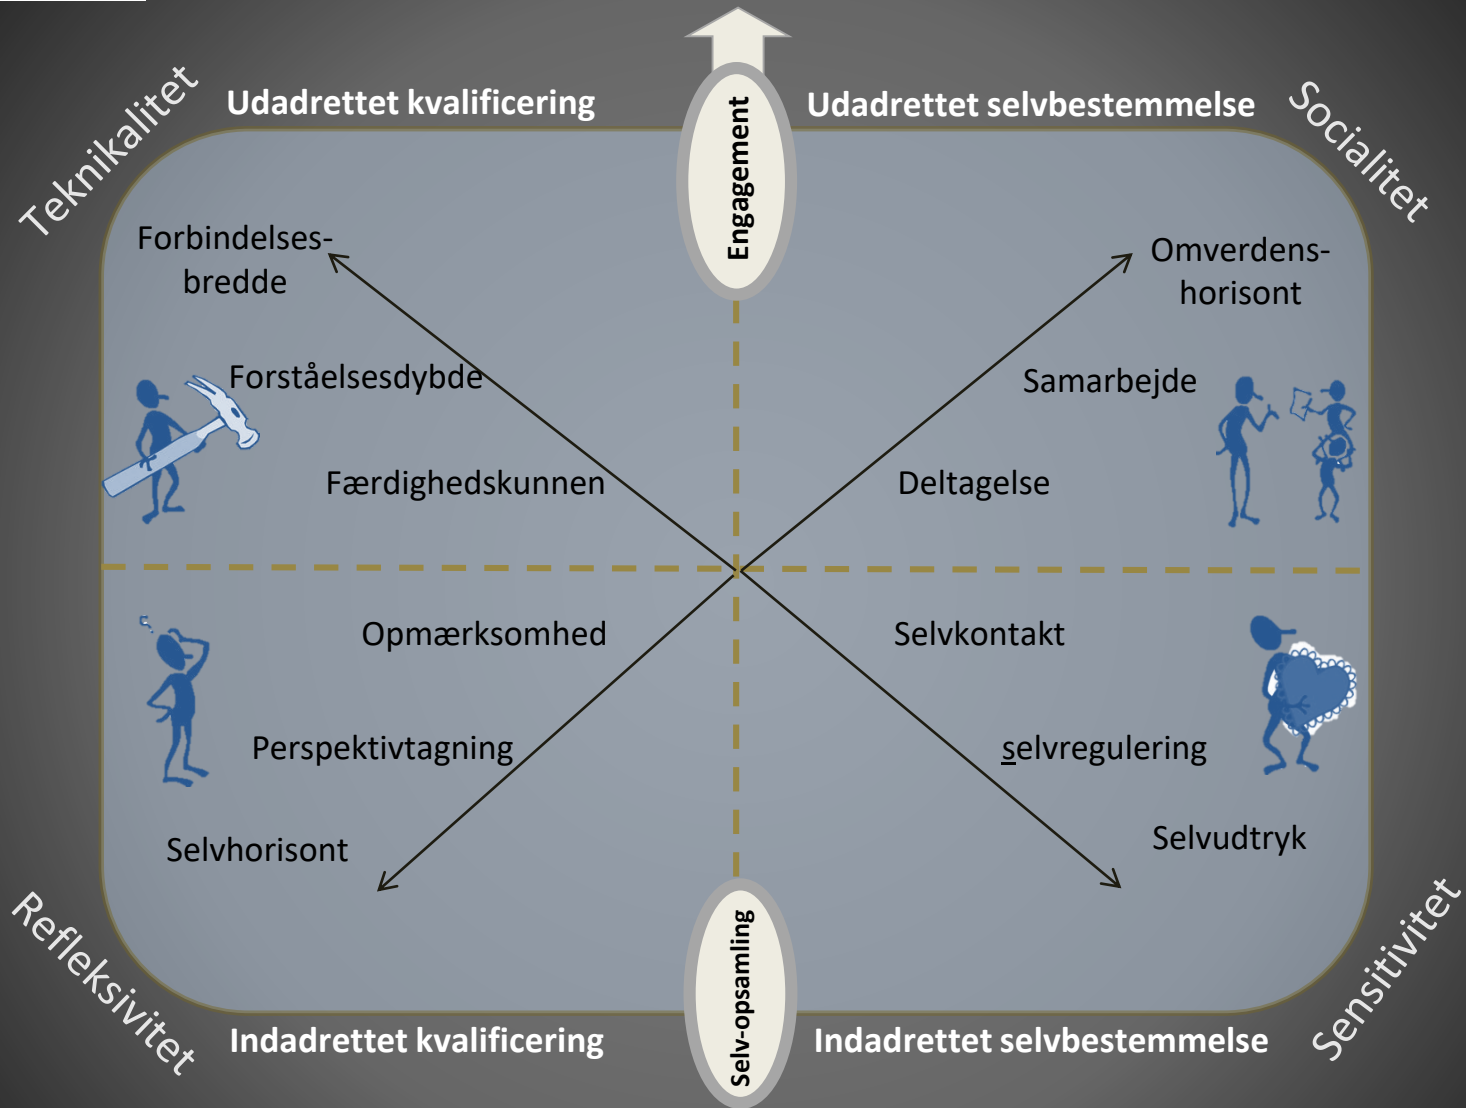 Teknikalitet
Udadrettet kvalificering
Engagement
Udadrettet selvbestemmelse
Socialitet
Forbindelses-
bredde
Forståelsesdybde
Færdighedskunnen
Omverdens-
horisont
Samarbejde
Deltagelse
Opmærksomhed
Perspektivtagning
Selvhorisont
Selvkontakt
selvregulering
Selvudtryk
Refleksivitet
Indadrettet kvalificering
Selv-opsamling
Indadrettet selvbestemmelse
Sensitivitet